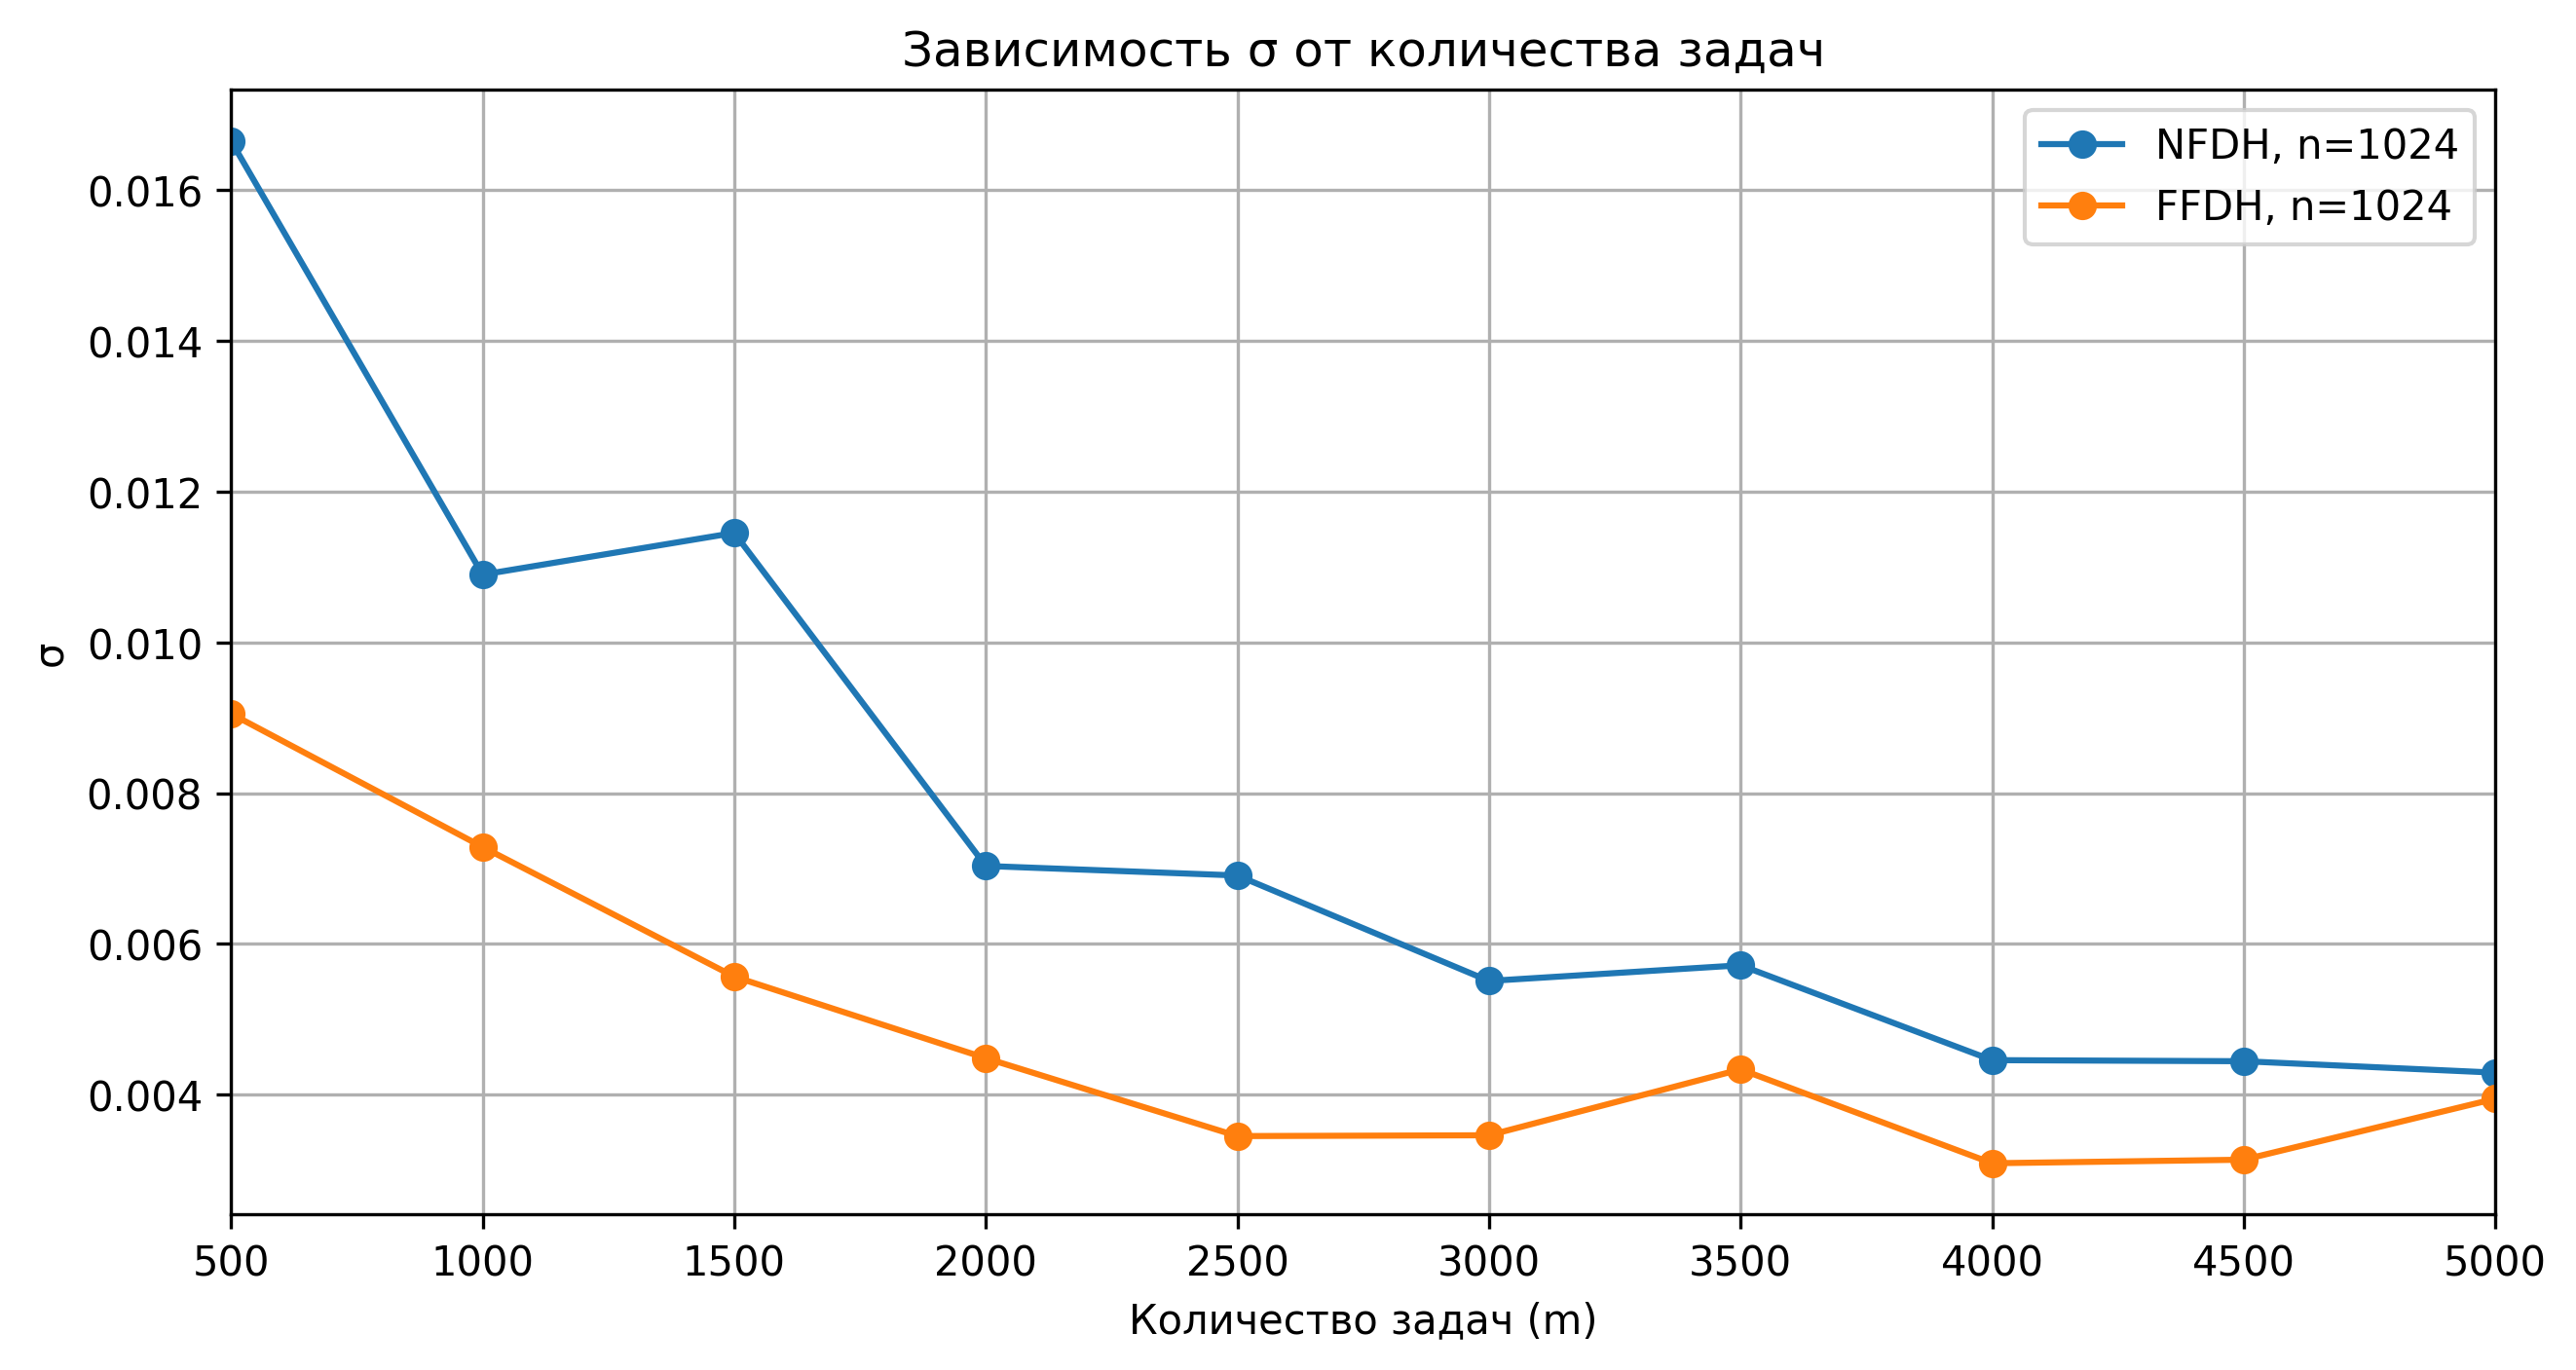 Зависимость σ от количества задач
NFDH, n=1024
FFDH, n=1024
σ
0.016
0.014
0.012
0.010
0.008
0.006
0.004
500 1000 1500 2000 2500 3000 3500 4000 4500 5000
Количество задач (m)